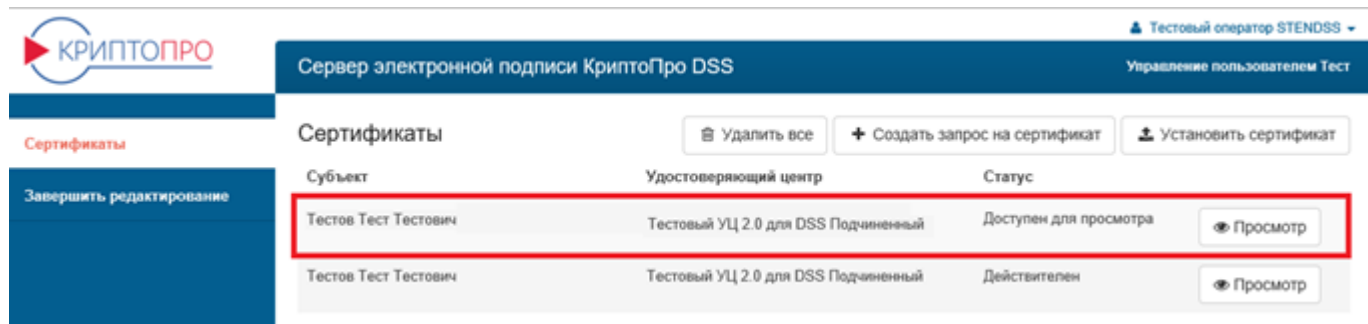 Тестовый оператор STENDSS
КРИПТОПРО
Сервер электронной подписи КриптоПро DSS
Управление пользователем Тест
Сертификаты
Завершить редактирование
Сертификаты
Удалить все
Создать запрос на сертификат
Установить сертификат
Субъект Удостоверяющий центр Статус
Тестов Тест Тестович Тестовый УЦ 2.0 для DSS Подчиненный Доступен для просмотра Просмотр
Тестов Тест Тестович Тестовый УЦ 2.0 для DSS Подчиненный Действителен Просмотр